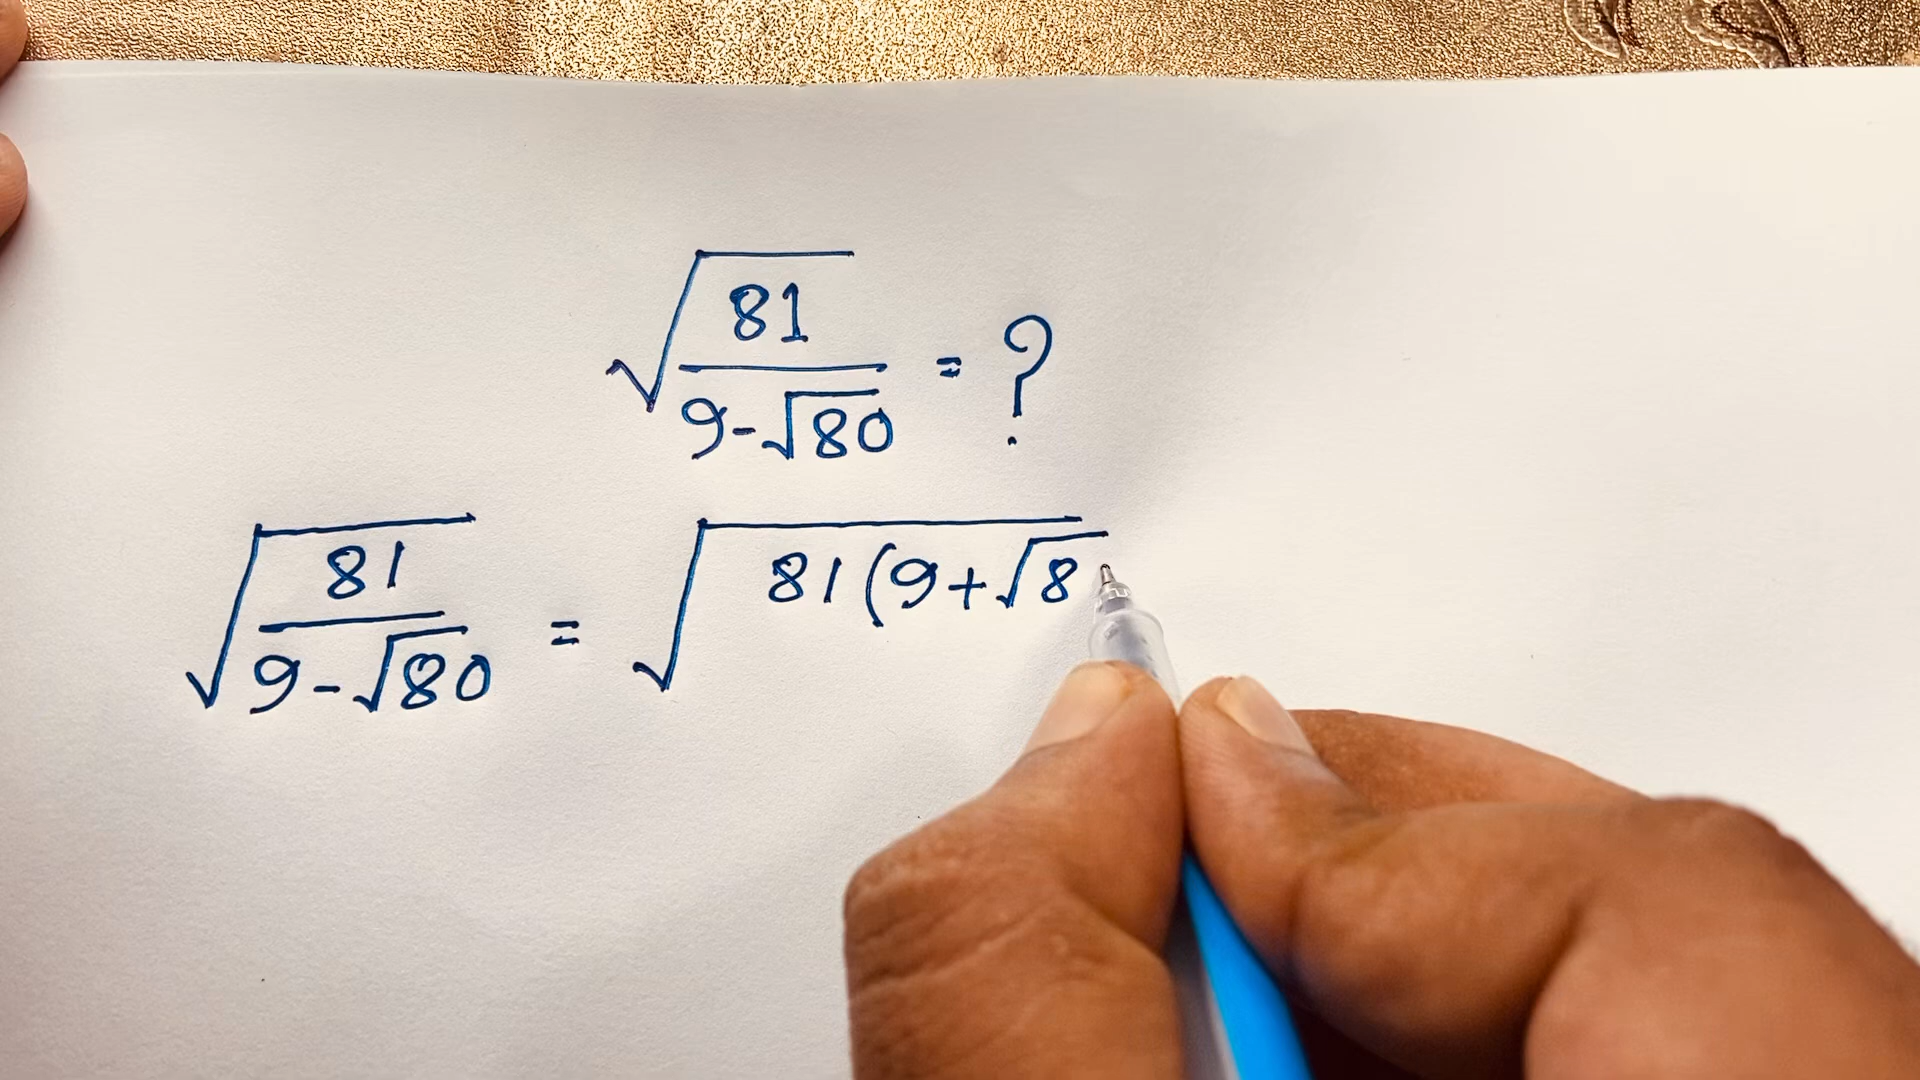 √(81/(9-√80)) = ?
√(81/(9-√80)) = √(81(9+√8